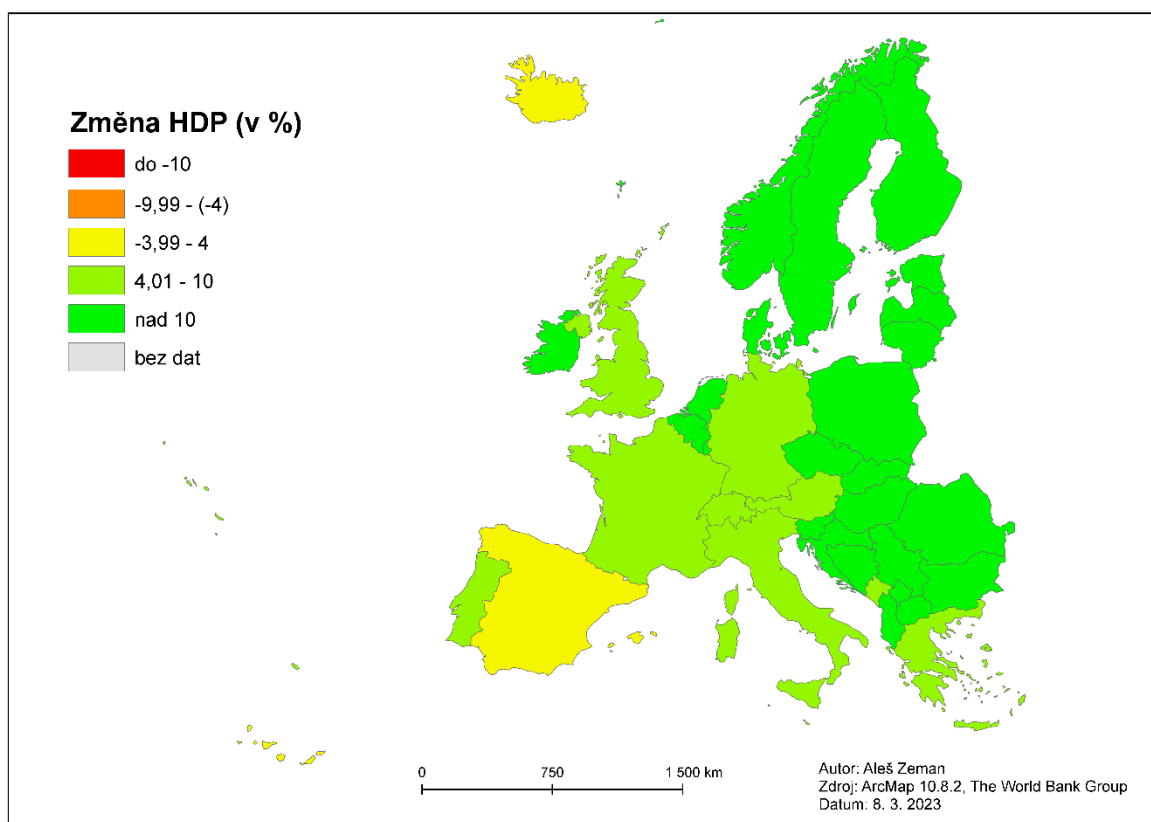 Změna HDP (v %)
do -10
-9,99 - (-4)
-3,99 - 4
4,01 - 10
nad 10
bez dat
0 750 1 500 km
Autor: Aleš Zeman
Zdroj: ArcMap 10.8.2, The World Bank Group
Datum: 8. 3. 2023